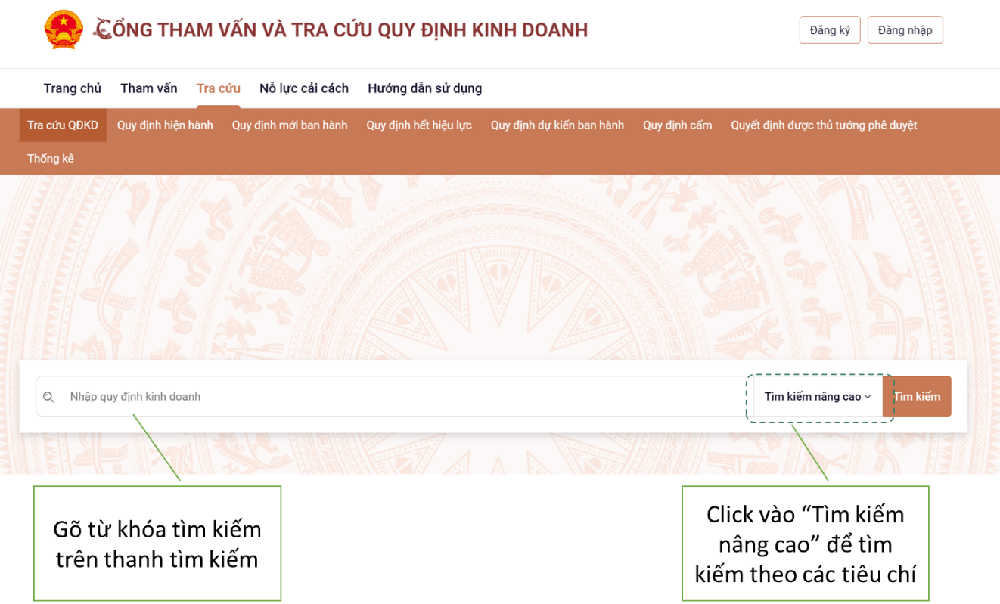 CỔNG THAM VẤN VÀ TRA CỨU QUY ĐỊNH KINH DOANH
Đăng ký
Đăng nhập
Trang chủ
Tham vấn
Tra cứu
Nỗ lực cải cách
Hướng dẫn sử dụng
Tra cứu QĐKD
Quy định hiện hành
Quy định mới ban hành
Quy định hết hiệu lực
Quy định dự kiến ban hành
Quy định cấm
Quyết định được thủ tướng phê duyệt
Thống kê
Nhập quy định kinh doanh
Tìm kiếm nâng cao
Tìm kiếm
Gõ từ khóa tìm kiếm
trên thanh tìm kiếm
Click vào “Tìm kiếm
nâng cao” để tìm
kiếm theo các tiêu chí